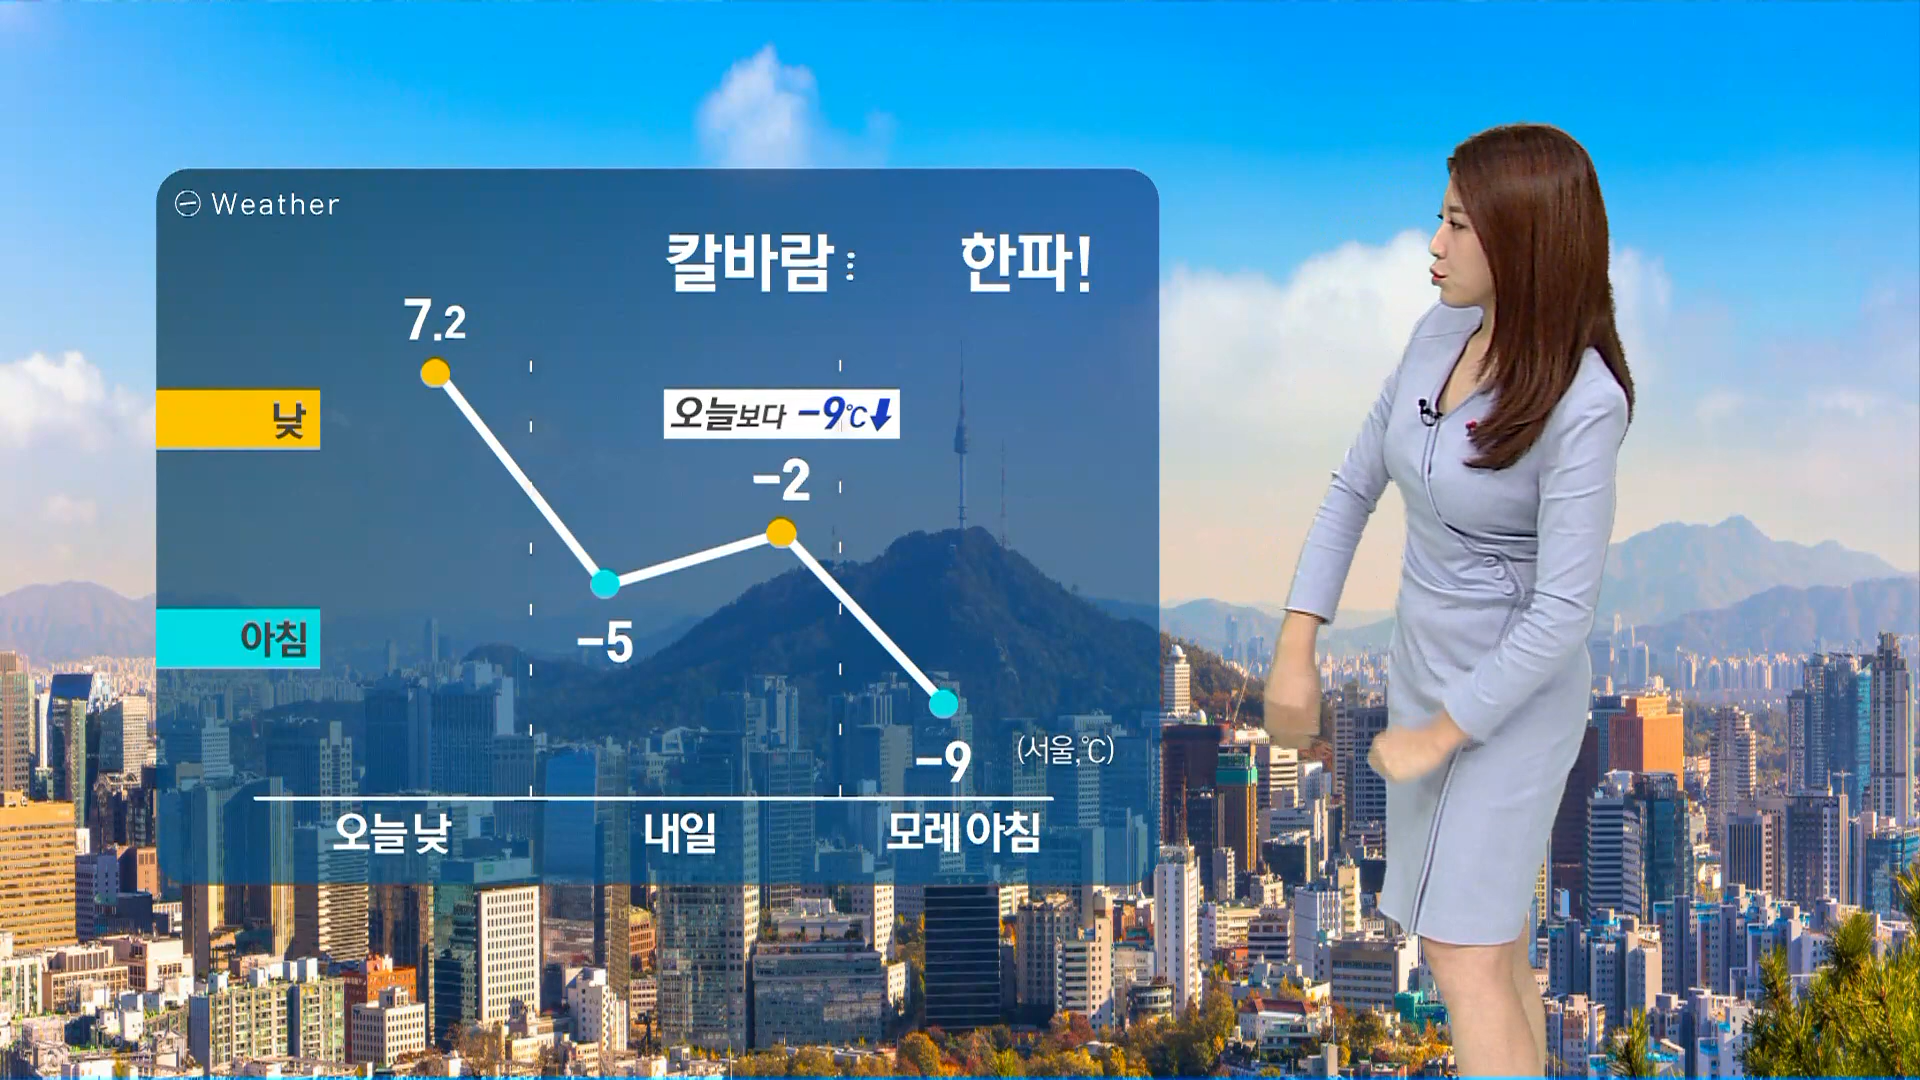 Weather
칼바람 ⋮ 한파!
7.2
낮
오늘보다 -9℃⬇
-2
아침
-5
-9
(서울,℃)
오늘 낮
내일
모레 아침